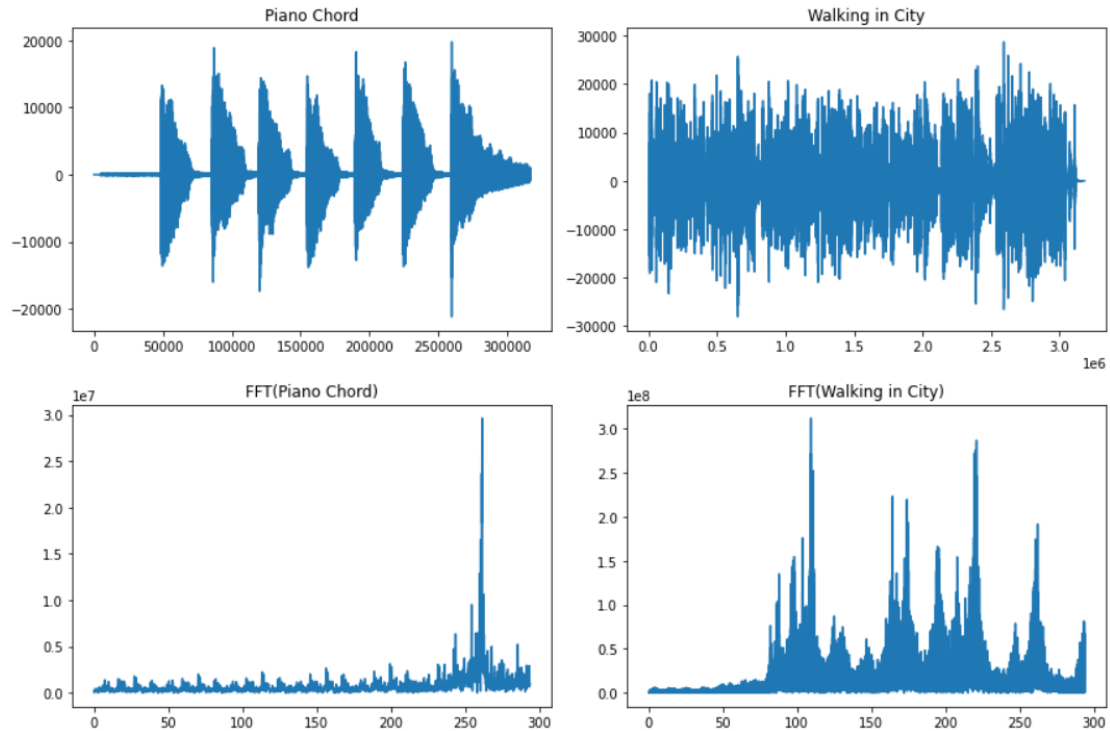 Piano Chord
20000
10000
0
−10000
−20000
0 50000 100000 150000 200000 250000 300000
Walking in City
30000
20000
10000
0
−10000
−20000
−30000
0.0 0.5 1.0 1.5 2.0 2.5 3.0
1e6
FFT(Piano Chord)
1e7
3.0
2.5
2.0
1.5
1.0
0.5
0.0
0 50 100 150 200 250 300
FFT(Walking in City)
1e8
3.0
2.5
2.0
1.5
1.0
0.5
0.0
0 50 100 150 200 250 300